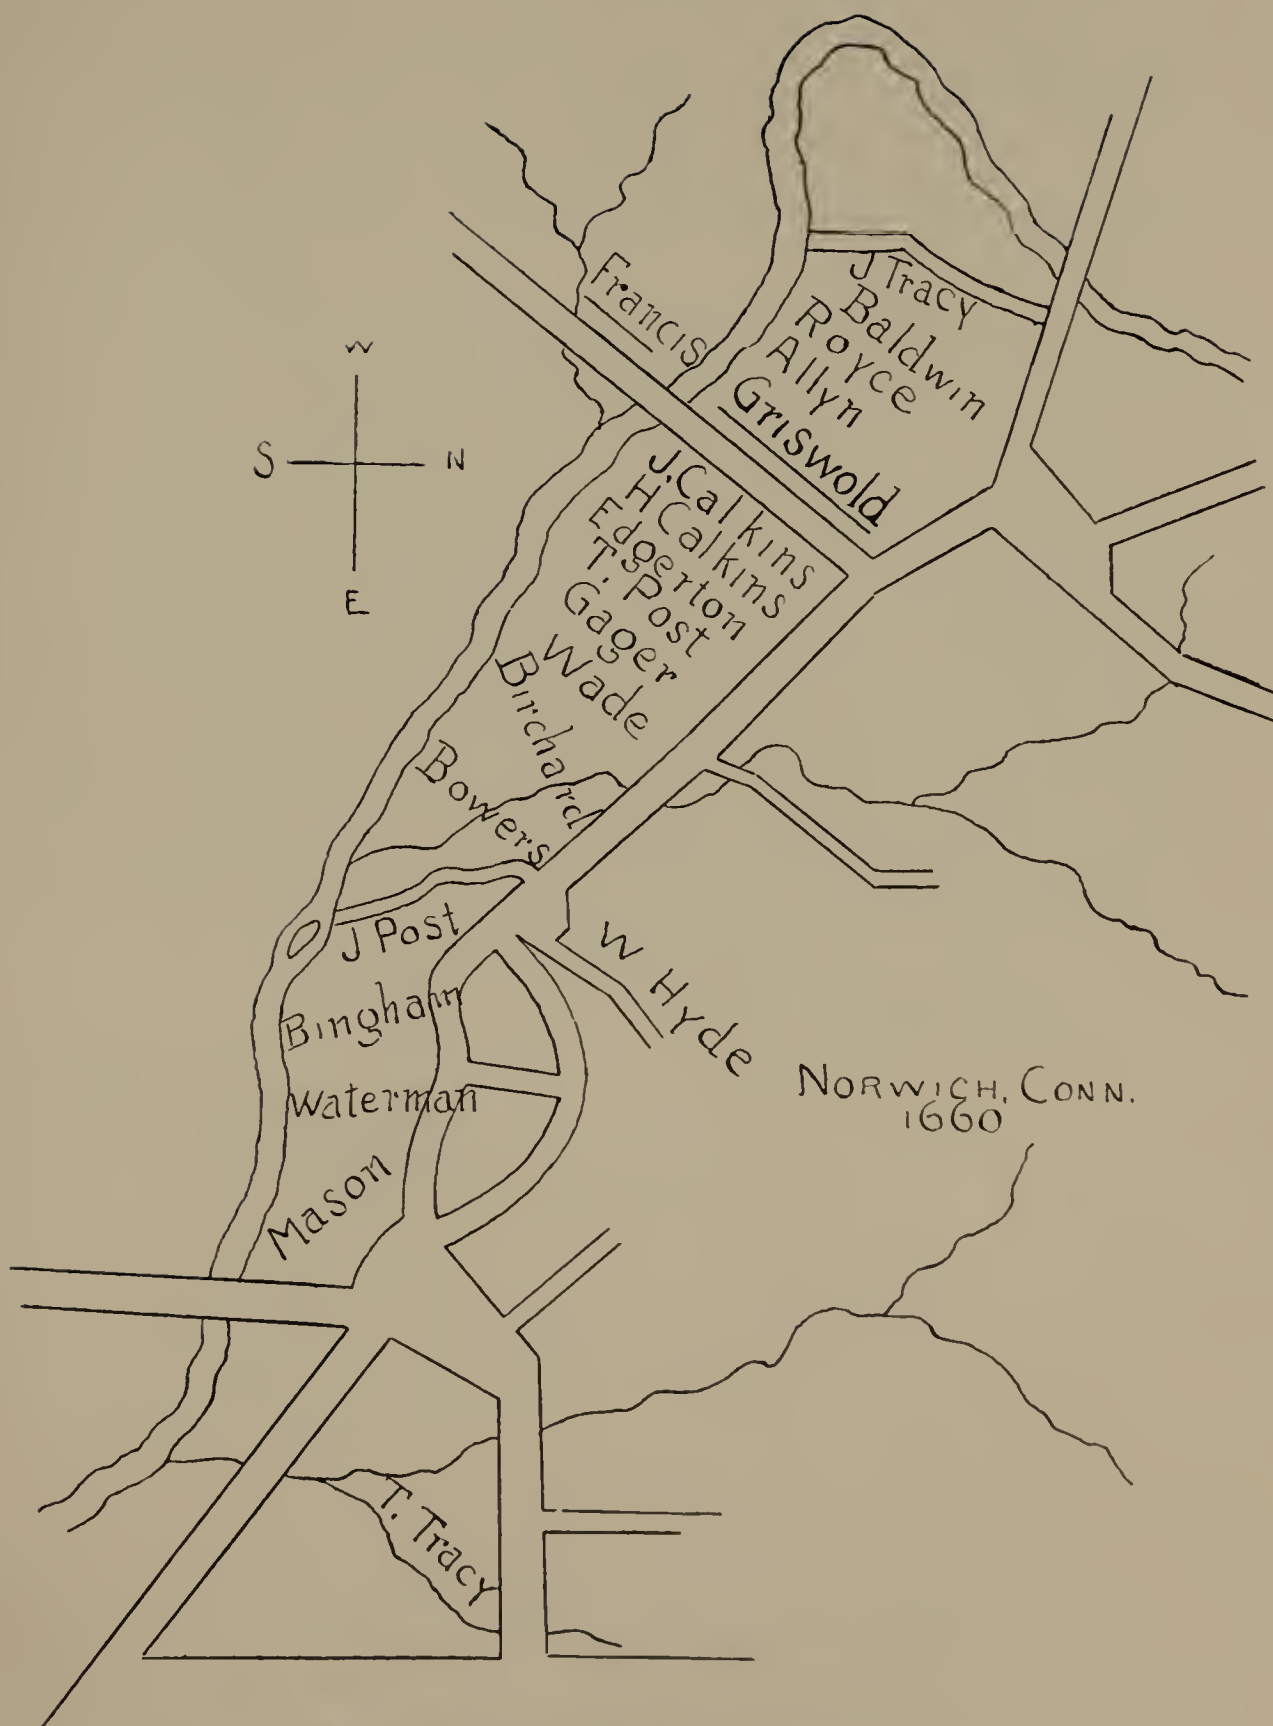 Francis
J Tracy
Baldwin
Royce
Allyn
Griswold
W
S N
E
J. Calkins
H Calkins
Edgerton
T. Post
Gager
Wade
Birchard
Bowers
J Post
W Hyde
Bingham
Waterman
NORWICH, CONN.
1660
Mason
T. Tracy